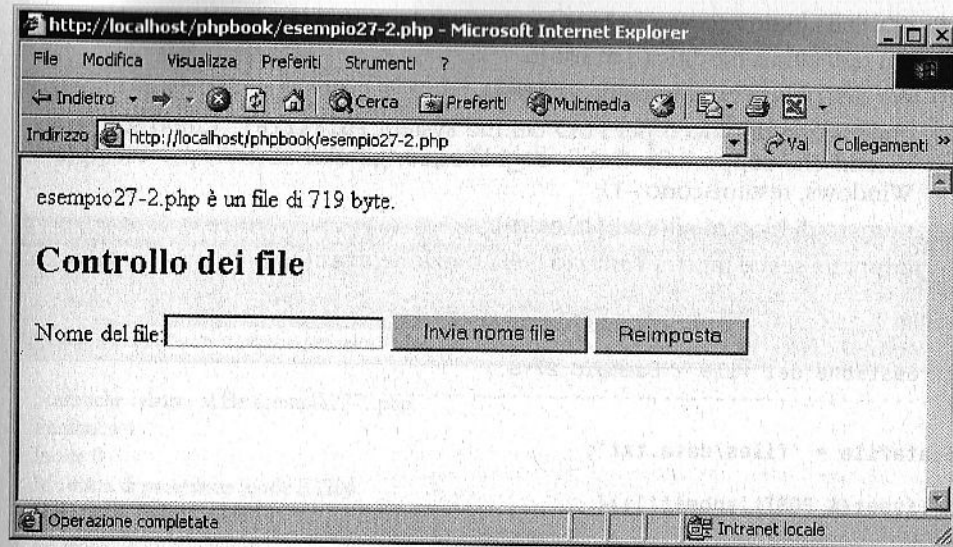 http://localhost/phpbook/esempio27-2.php - Microsoft Internet Explorer
File Modifica Visualizza Preferiti Strumenti ?
Indietro Cerca Preferiti Multimedia
Indirizzo http://localhost/phpbook/esempio27-2.php Vai Collegamenti »
esempio27-2.php è un file di 719 byte.
Controllo dei file
Nome del file: Invia nome file Reimposta
Operazione completata Intranet locale